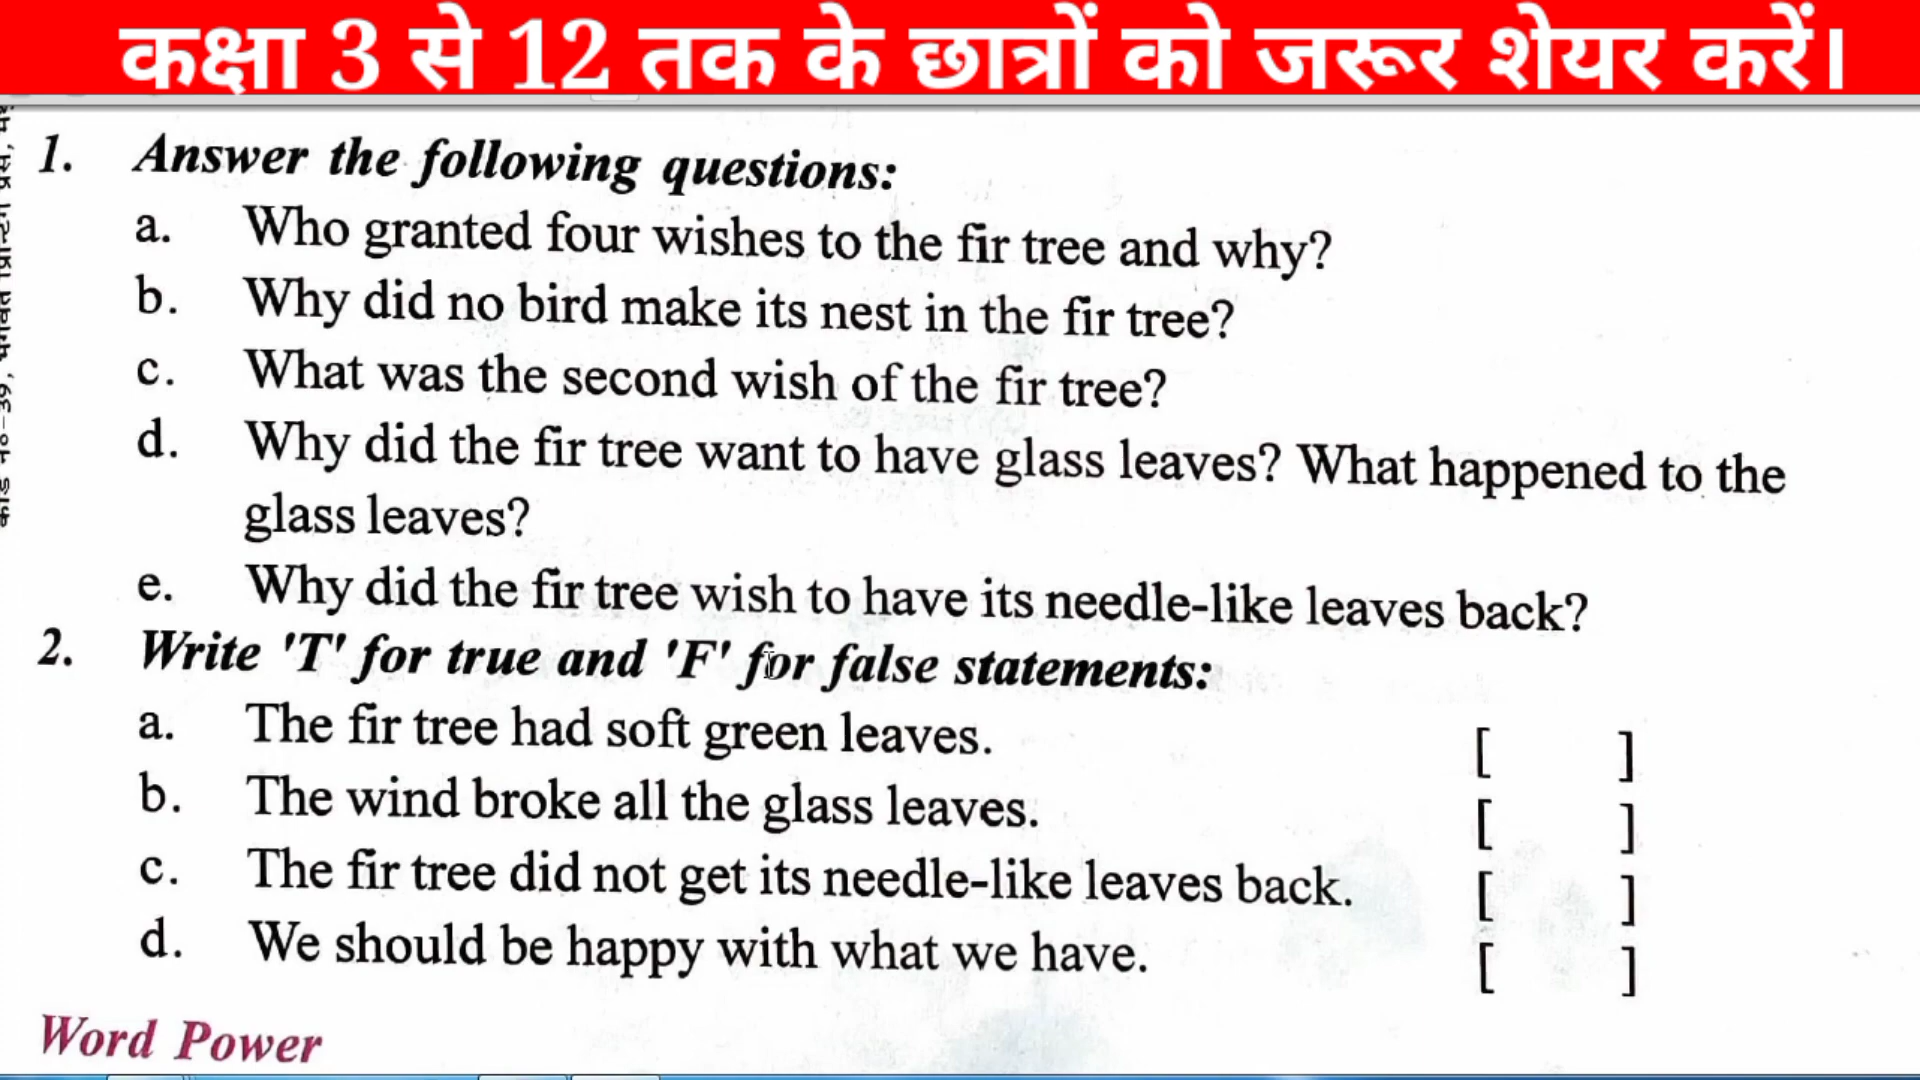 कक्षा 3 से 12 तक के छात्रों को जरूर शेयर करें।
1. Answer the following questions:
a. Who granted four wishes to the fir tree and why?
b. Why did no bird make its nest in the fir tree?
c. What was the second wish of the fir tree?
d. Why did the fir tree want to have glass leaves? What happened to the
glass leaves?
e. Why did the fir tree wish to have its needle-like leaves back?
2. Write 'T' for true and 'F' for false statements:
a. The fir tree had soft green leaves. [ ]
b. The wind broke all the glass leaves. [ ]
c. The fir tree did not get its needle-like leaves back. [ ]
d. We should be happy with what we have. [ ]
Word Power